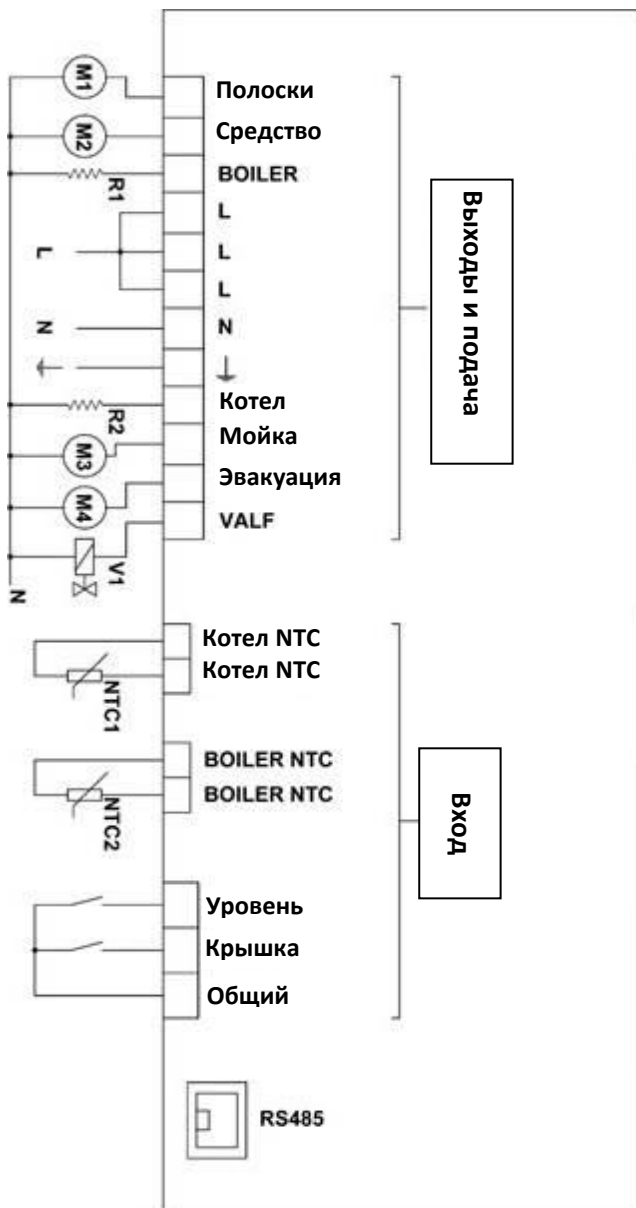 M1
Полоски
M2
Средство
R1
BOILER
L
L
L
L
N
N
Котел
R2
Мойка
M3
Эвакуация
M4
VALF
V1
N
Выходы и подача
Котел NTC
Котел NTC
NTC1
BOILER NTC
BOILER NTC
NTC2
Вход
Уровень
Крышка
Общий
RS485